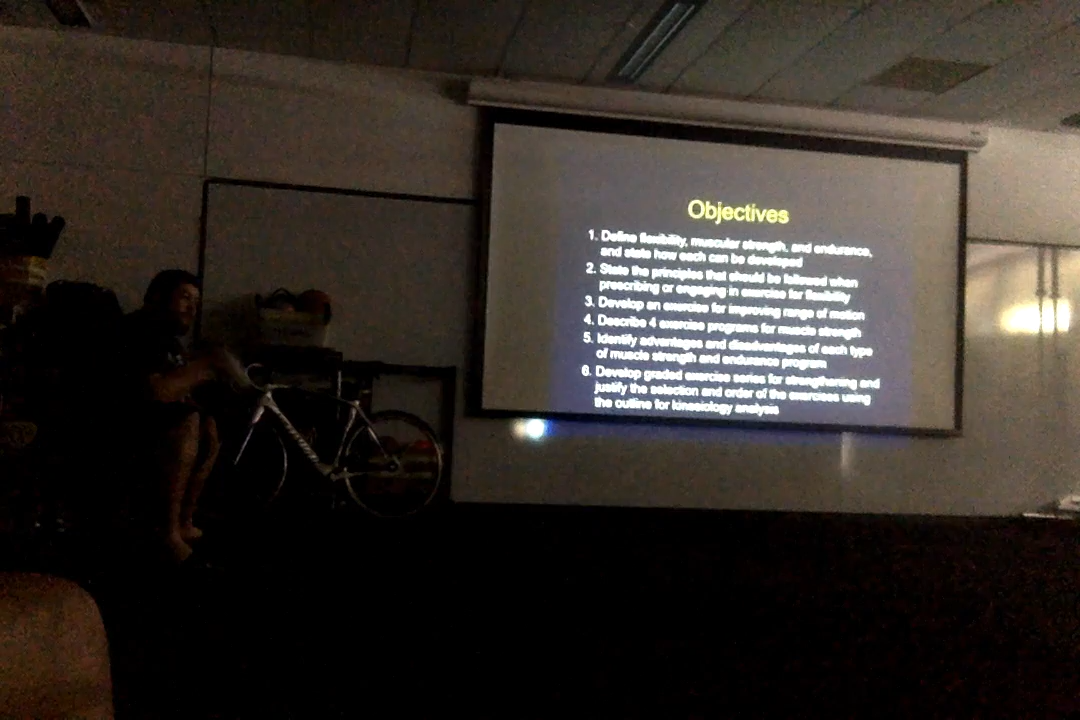 Objectives
1. Define flexibility, muscular strength, and endurance,
and state how each can be developed
2. State the principles that should be followed when
prescribing or engaging in exercise for flexibility
3. Develop an exercise for improving range of motion
4. Describe 4 exercise programs for muscle strength
5. Identify advantages and disadvantages of each type
of muscle strength and endurance program
6. Develop graded exercise series for strengthening and
justify the selection and order of the exercises using
the outline for kinesiology analysis